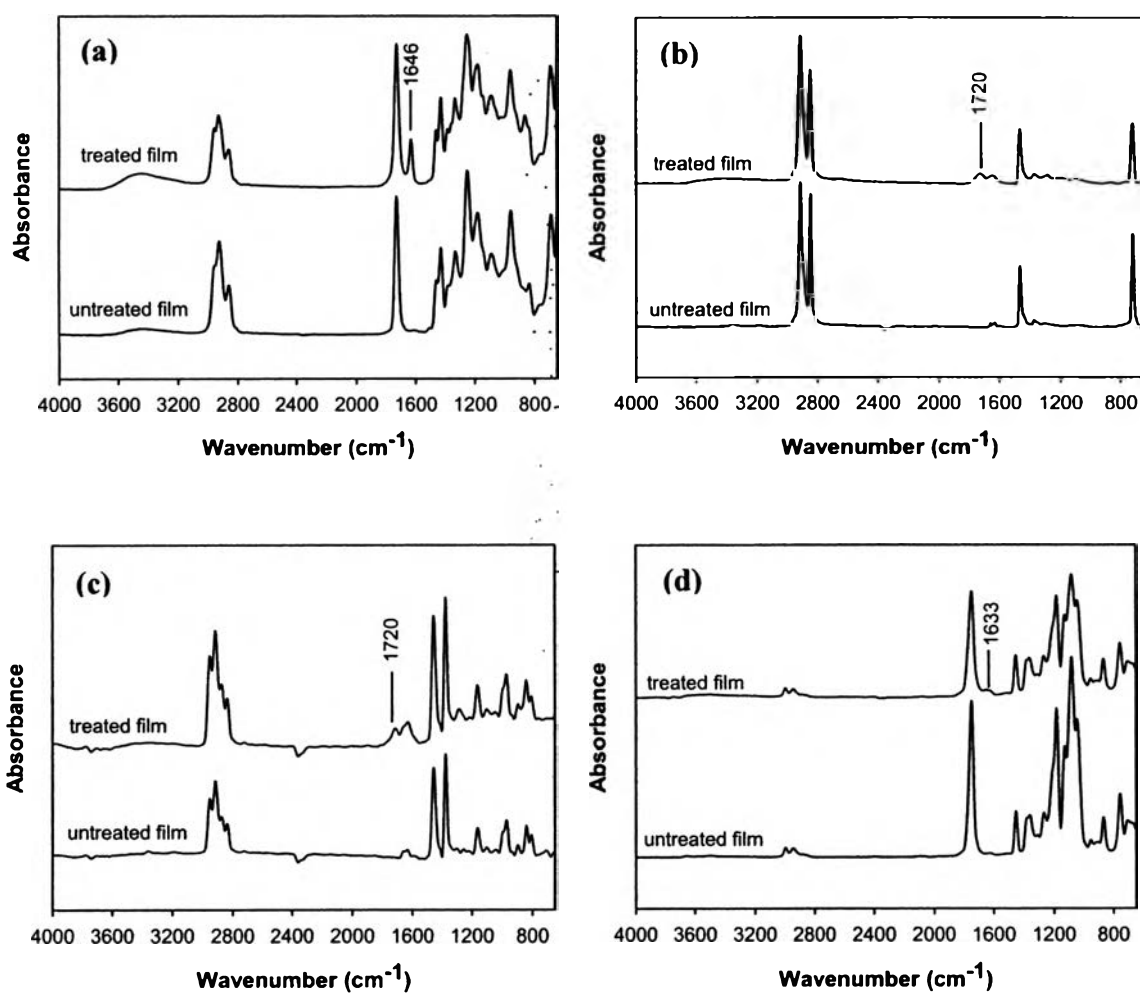 (a)
1646
treated film
untreated film
Absorbance
4000 3600 3200 2800 2400 2000 1600 1200 800
Wavenumber (cm-1)
(b)
1720
treated film
untreated film
Absorbance
4000 3600 3200 2800 2400 2000 1600 1200 800
Wavenumber (cm-1)
(c)
1720
treated film
untreated film
Absorbance
4000 3600 3200 2800 2400 2000 1600 1200 800
Wavenumber (cm-1)
(d)
1633
treated film
untreated film
Absorbance
4000 3600 3200 2800 2400 2000 1600 1200 800
Wavenumber (cm-1)